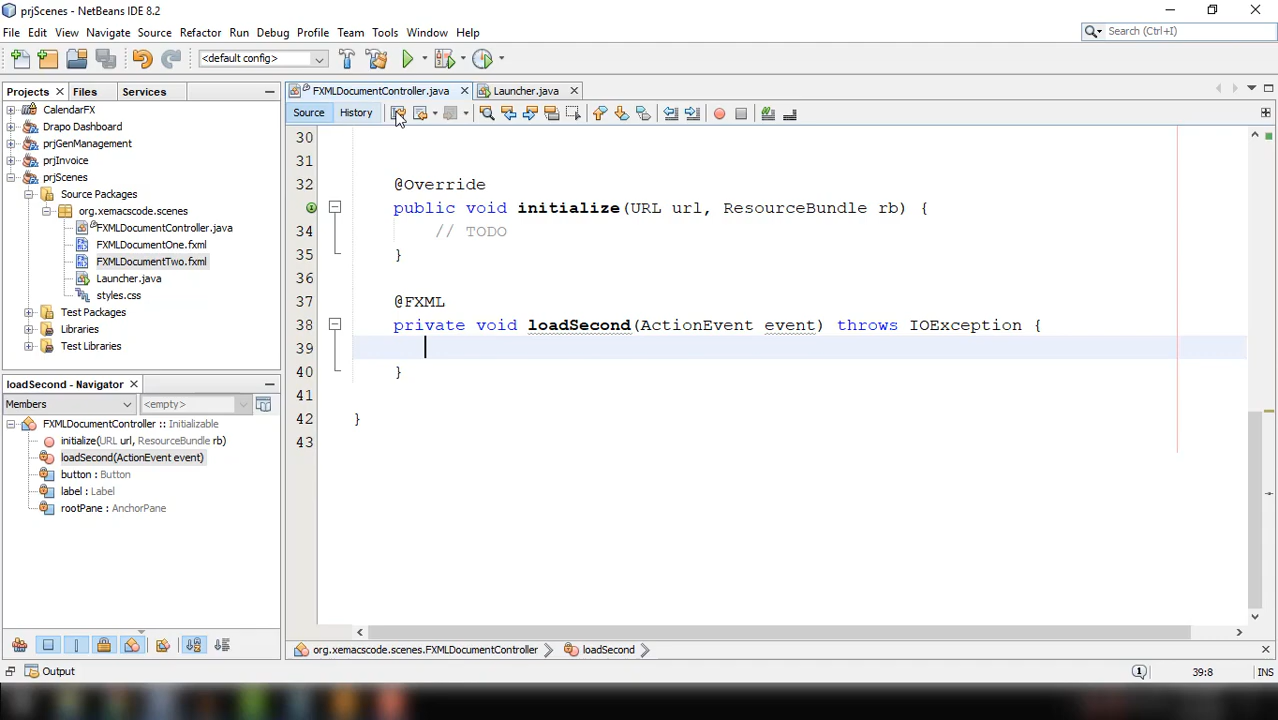 prjScenes - NetBeans IDE 8.2
File Edit View Navigate Source Refactor Run Debug Profile Team Tools Window Help
Search (Ctrl+I)
<default config>
Projects Files Services
FXMLDocumentController.java Launcher.java
Source History
CalendarFX
Drapo Dashboard
prjGenManagement
prjInvoice
prjScenes
Source Packages
org.xemacscode.scenes
FXMLDocumentController.java
FXMLDocumentOne.fxml
FXMLDocumentTwo.fxml
Launcher.java
styles.css
Test Packages
Libraries
Test Libraries
loadSecond - Navigator
Members <empty>
FXMLDocumentController :: Initializable
initialize(URL url, ResourceBundle rb)
loadSecond(ActionEvent event)
button : Button
label : Label
rootPane : AnchorPane
30
31
32 @Override
public void initialize(URL url, ResourceBundle rb) {
34 // TODO
35 }
36
37 @FXML
38 private void loadSecond(ActionEvent event) throws IOException {
39
40 }
41
42 }
43
org.xemacscode.scenes.FXMLDocumentController loadSecond
Output 1 39:8 INS